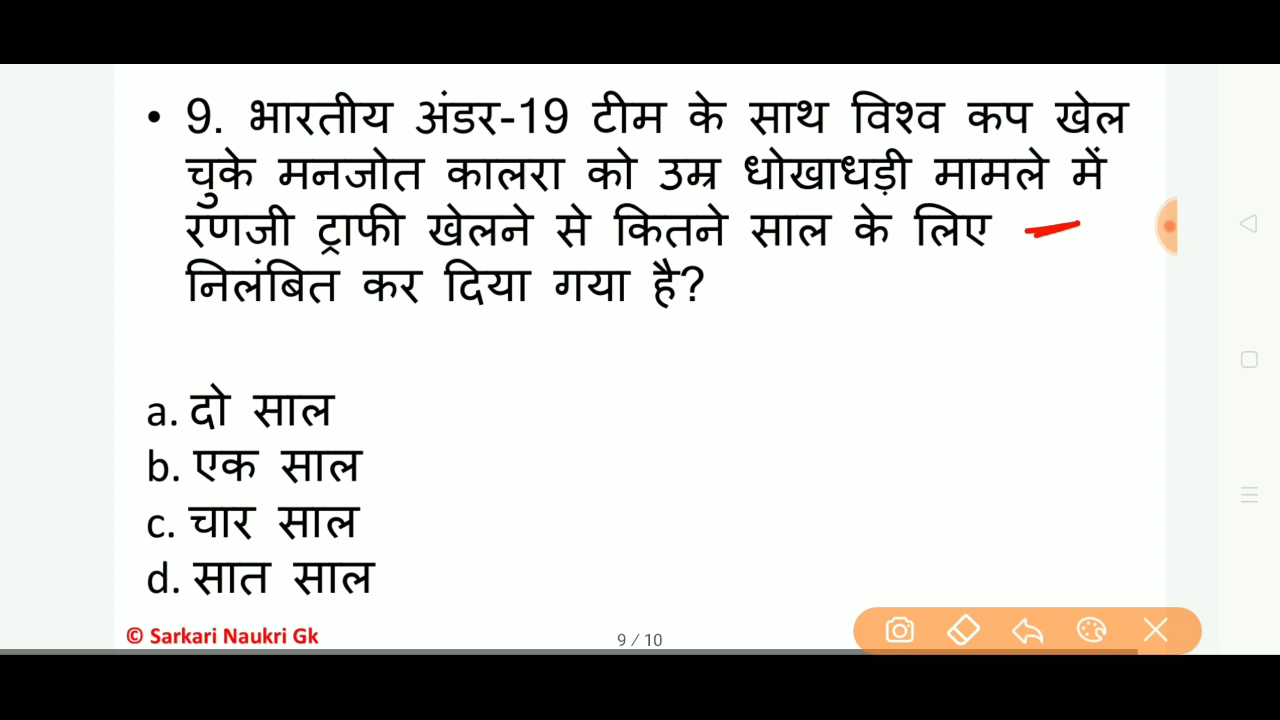 • 9. भारतीय अंडर-19 टीम के साथ विश्व कप खेल
चुके मनजोत कालरा को उम्र धोखाधड़ी मामले में
रणजी ट्राफी खेलने से कितने साल के लिए
निलंबित कर दिया गया है?
a. दो साल
b. एक साल
c. चार साल
d. सात साल
© Sarkari Naukri Gk
9 / 10